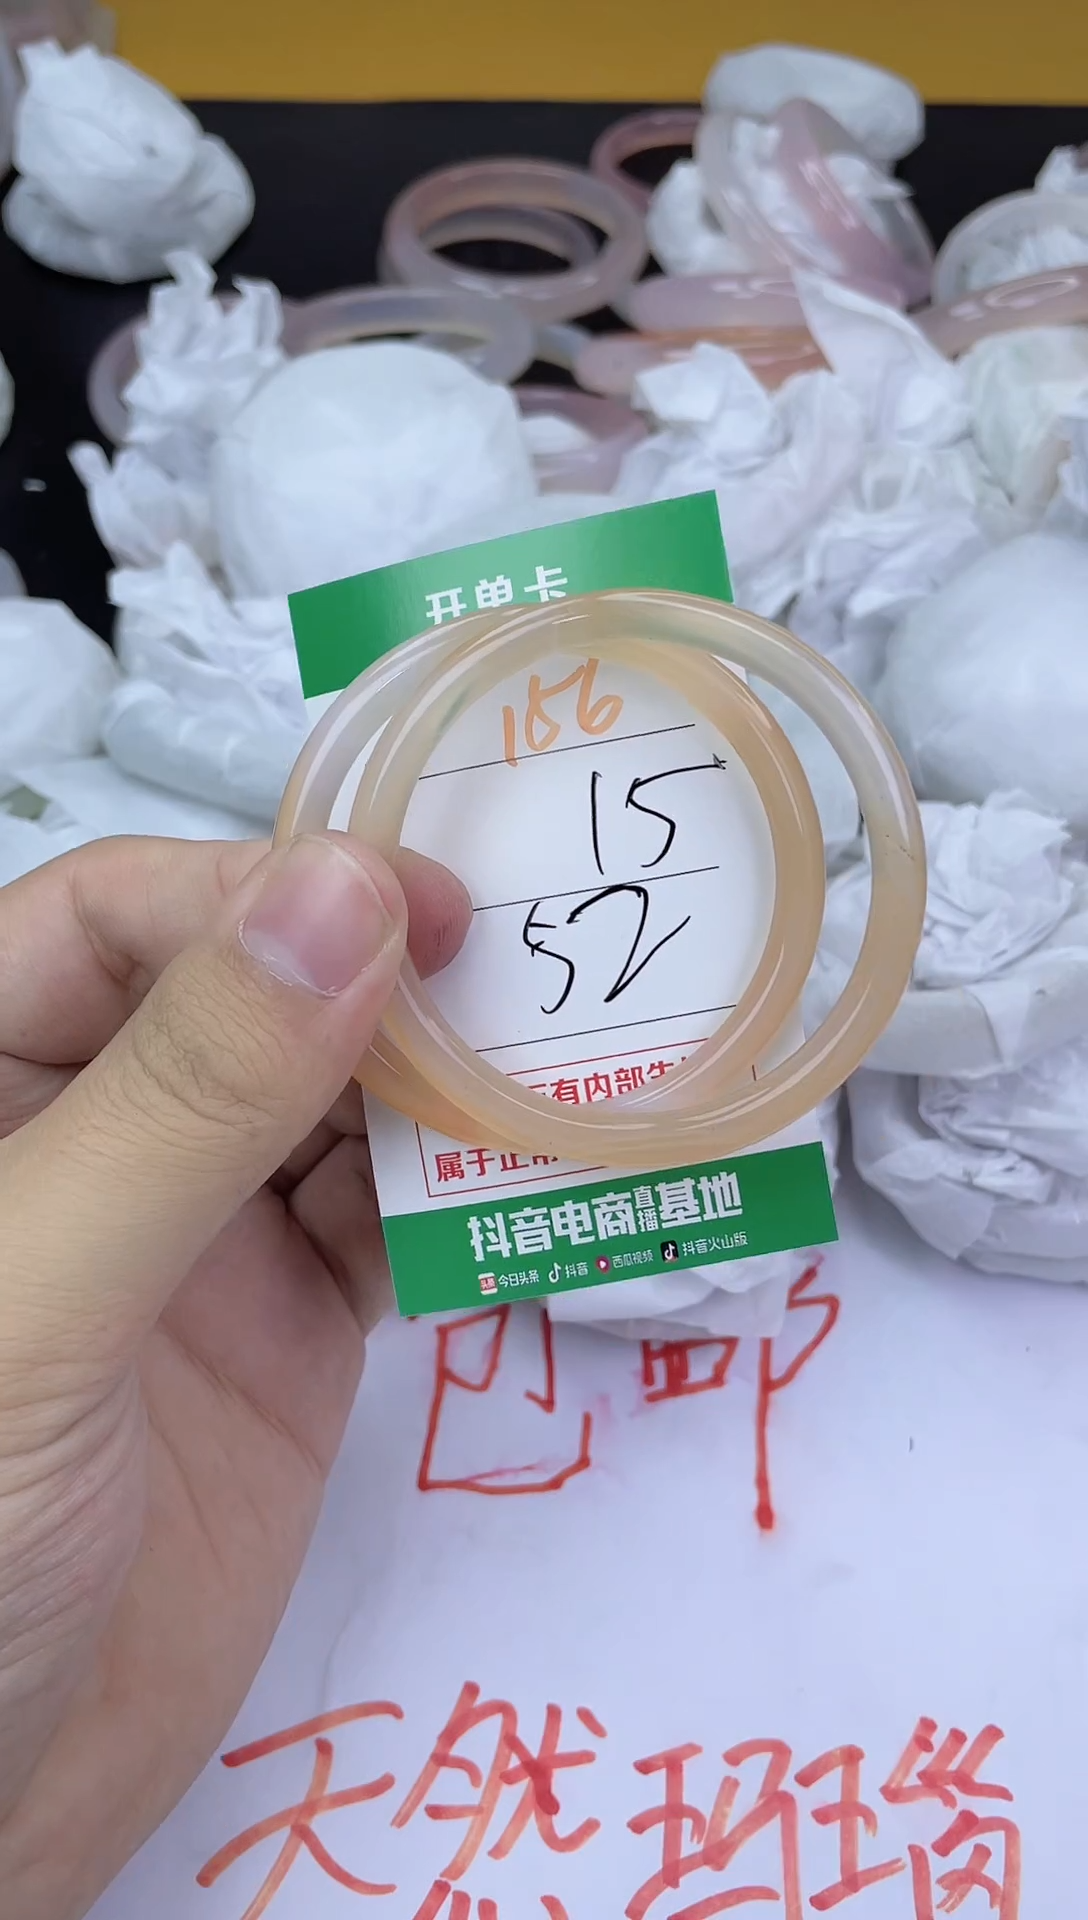 开单卡
156
15
52
有内部
属于正常
抖音电商直播基地
今日头条 抖音 西瓜视频 抖音火山版
包邮
天然玛瑙